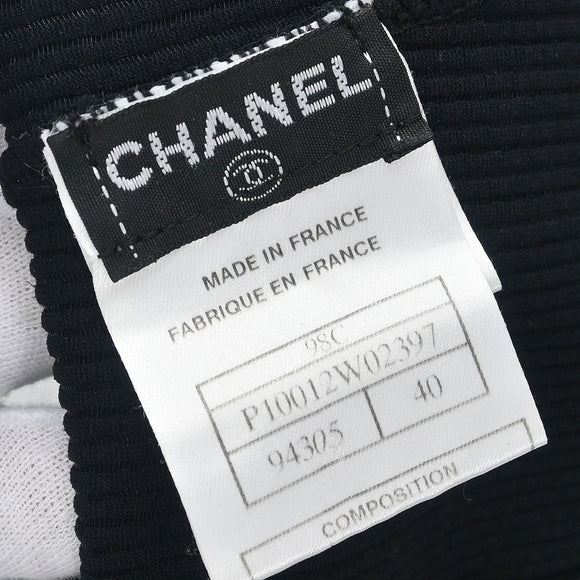 CHANEL
MADE IN FRANCE
FABRIQUE EN FRANCE
98C
P10012W02397
94305 40
COMPOSITION